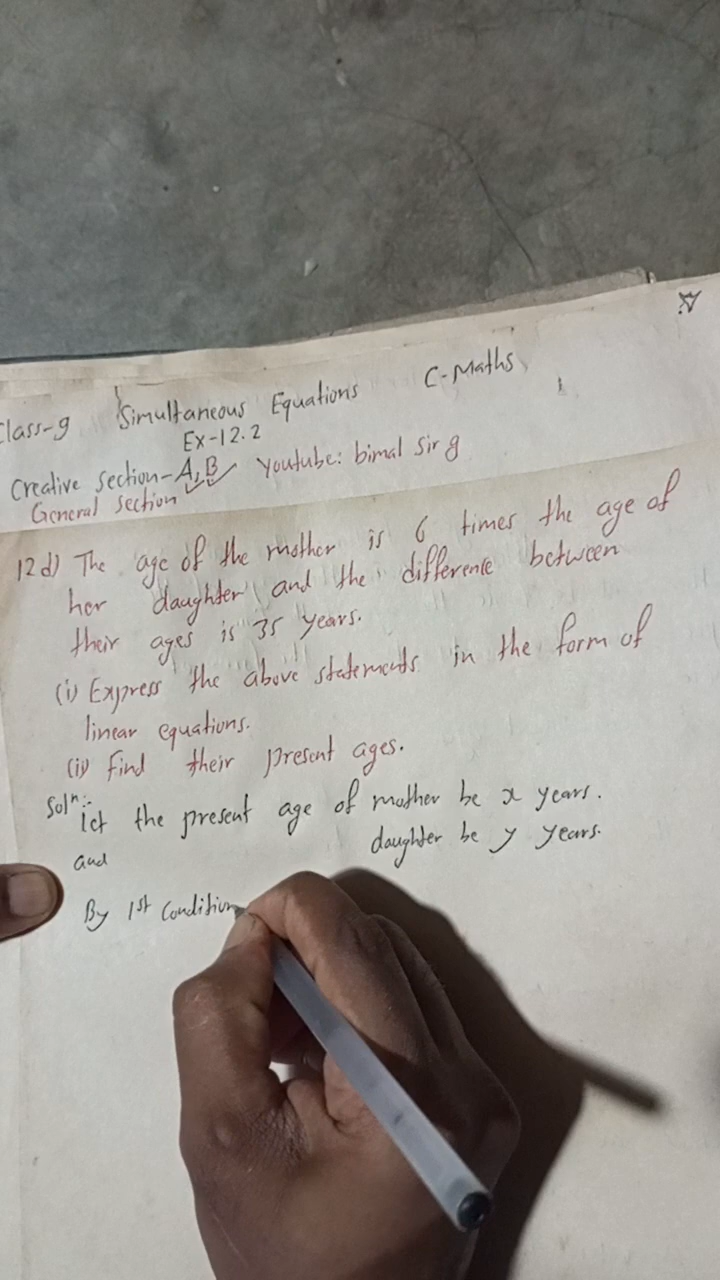 Class-9 Simultaneous Equations C-Maths
Ex-12.2
Creative section-A,B Youtube: bimal sir g
General section
12 d) The age of the mother is 6 times the age of
her daughter and the difference between
their ages is 35 years.
(i) Express the above statements in the form of
linear equations.
(ii) Find their present ages.
Solⁿ:-
let the present age of mother be x years.
and daughter be y years.
By 1st Condition